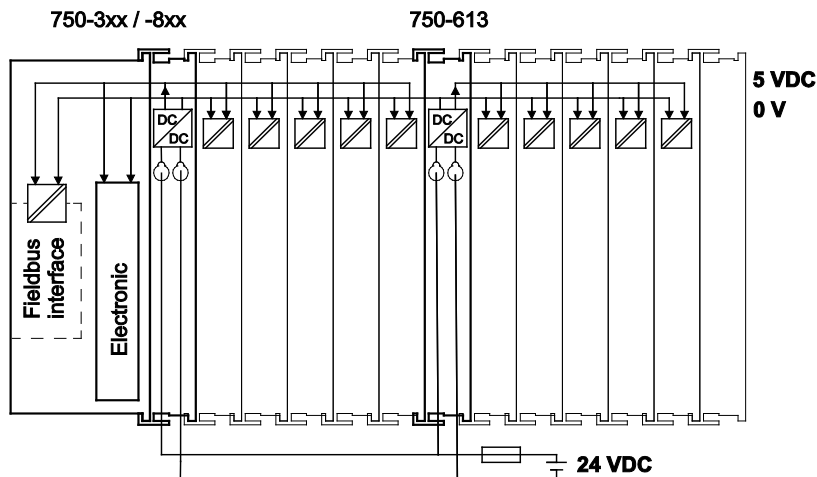 750-3xx / -8xx
750-613
5 VDC
0 V
DC
DC
DC
DC
Fieldbus
interface
Electronic
24 VDC